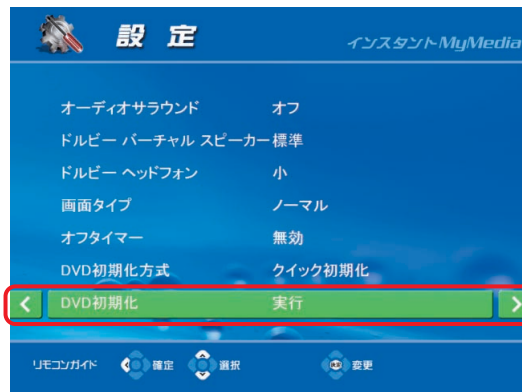 設 定
インスタントMyMedia
オーディオサラウンド オフ
ドルビー バーチャル スピーカー 標準
ドルビー ヘッドフォン 小
画面タイプ ノーマル
オフタイマー 無効
DVD初期化方式 クイック初期化
DVD初期化 実行
リモコンガイド 確定 選択 変更